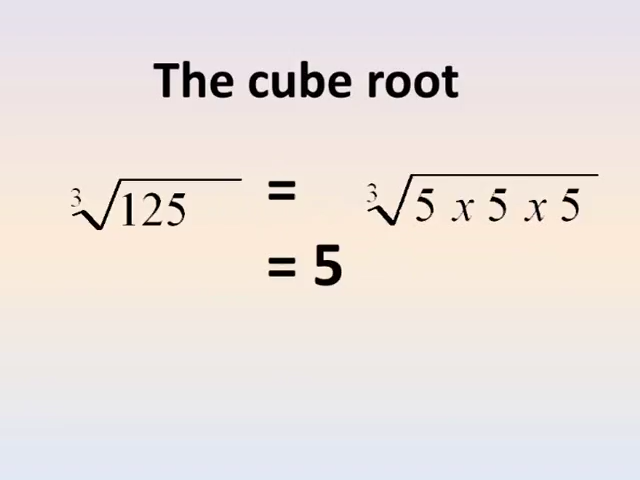 The cube root
∛125 = ∛5 x 5 x 5
= 5